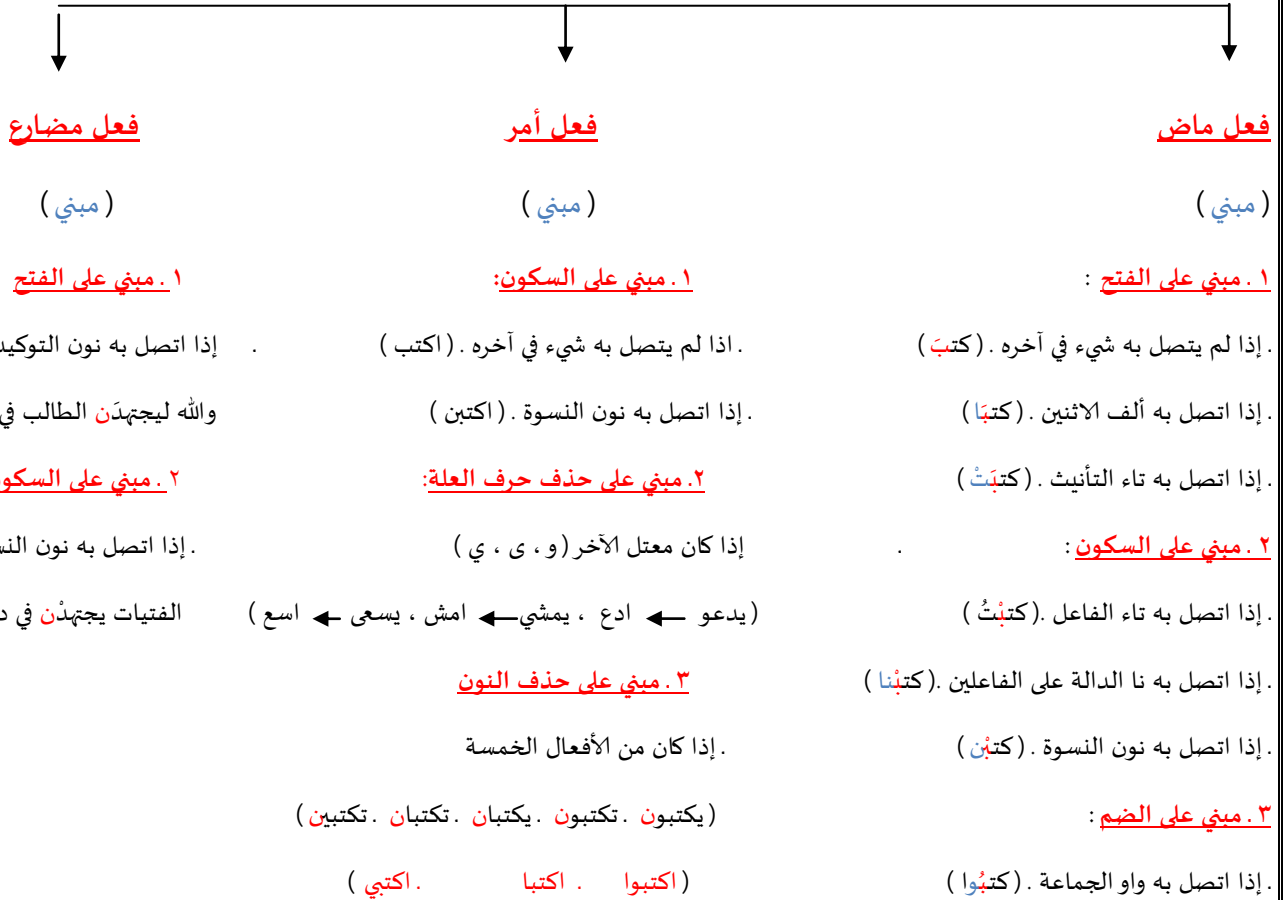 فعل ماض
( مبني )
١ . مبني على الفتح :
. إذا لم يتصل به شيء في آخره . ( كتبَ )
. إذا اتصل به ألف الاثنين . ( كتبَا )
. إذا اتصل به تاء التأنيث . ( كتبَتْ )
٢ . مبني على السكون :
. إذا اتصل به تاء الفاعل .( كتبْتُ )
. إذا اتصل به نا الدالة على الفاعلين .( كتبْنا )
. إذا اتصل به نون النسوة . ( كتبْن )
٣ . مبني على الضم :
. إذا اتصل به واو الجماعة . ( كتبُوا )
فعل أمر
( مبني )
١ . مبني على السكون:
. اذا لم يتصل به شيء في آخره . ( اكتب )
. إذا اتصل به نون النسوة . ( اكتبن )
٢. مبني على حذف حرف العلة:
. إذا كان معتل الآخر ( و ، ى ، ي )
( يدعو ← ادع ، يمشي ← امش ، يسعى ← اسع )
٣ . مبني على حذف النون
. إذا كان من الأفعال الخمسة
( يكتبون . تكتبون . يكتبان . تكتبان . تكتبين )
( اكتبوا . اكتبا . اكتبي )
فعل مضارع
( مبني )
١ . مبني على الفتح
. إذا اتصل به نون التوكيد
والله ليجتهدَن الطالب في
٢ . مبني على
. إذا اتصل به نون
الفتيات يجتهدْن في